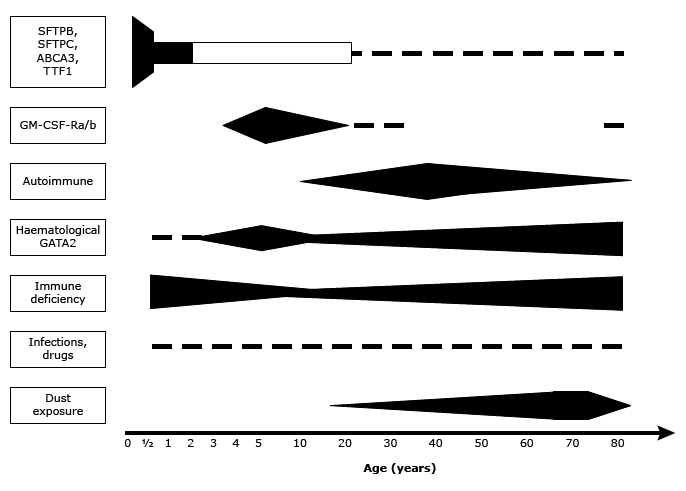 SFTPB,
SFTPC,
ABCA3,
TTF1
GM-CSF-Ra/b
Autoimmune
Haematological
GATA2
Immune
deficiency
Infections,
drugs
Dust
exposure
0 ½ 1 2 3 4 5 10 20 30 40 50 60 70 80
Age (years)